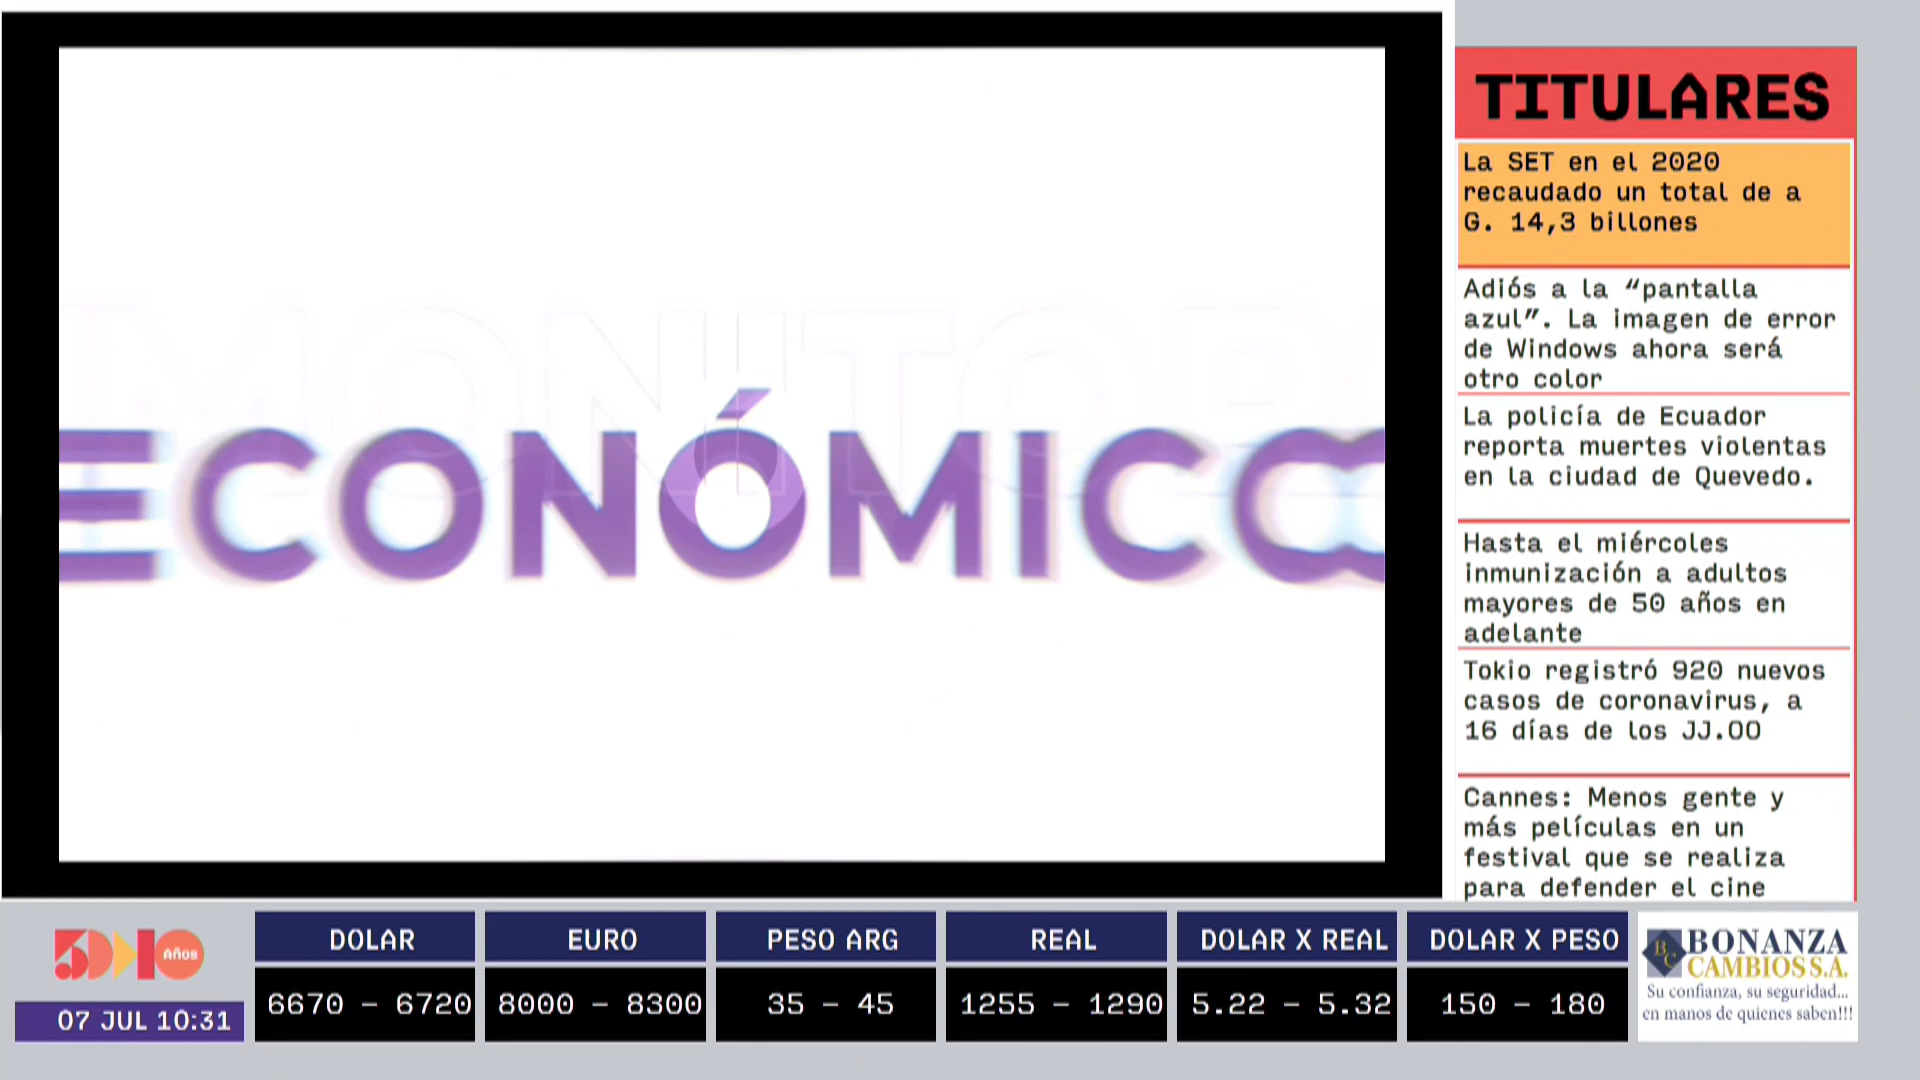 MONITOR
ECONÓMICO
TITULARES
La SET en el 2020
recaudado un total de a
G. 14,3 billones
Adiós a la “pantalla
azul”. La imagen de error
de Windows ahora será
otro color
La policía de Ecuador
reporta muertes violentas
en la ciudad de Quevedo.
Hasta el miércoles
inmunización a adultos
mayores de 50 años en
adelante
Tokio registró 920 nuevos
casos de coronavirus, a
16 días de los JJ.OO
Cannes: Menos gente y
más películas en un
festival que se realiza
para defender el cine
Años
07 JUL 10:31
DOLAR
6670 - 6720
EURO
8000 - 8300
PESO ARG
35 - 45
REAL
1255 - 1290
DOLAR X REAL
5.22 - 5.32
DOLAR X PESO
150 - 180
BC
BONANZA
CAMBIOS S.A.
Su confianza, su seguridad...
en manos de quienes saben!!!